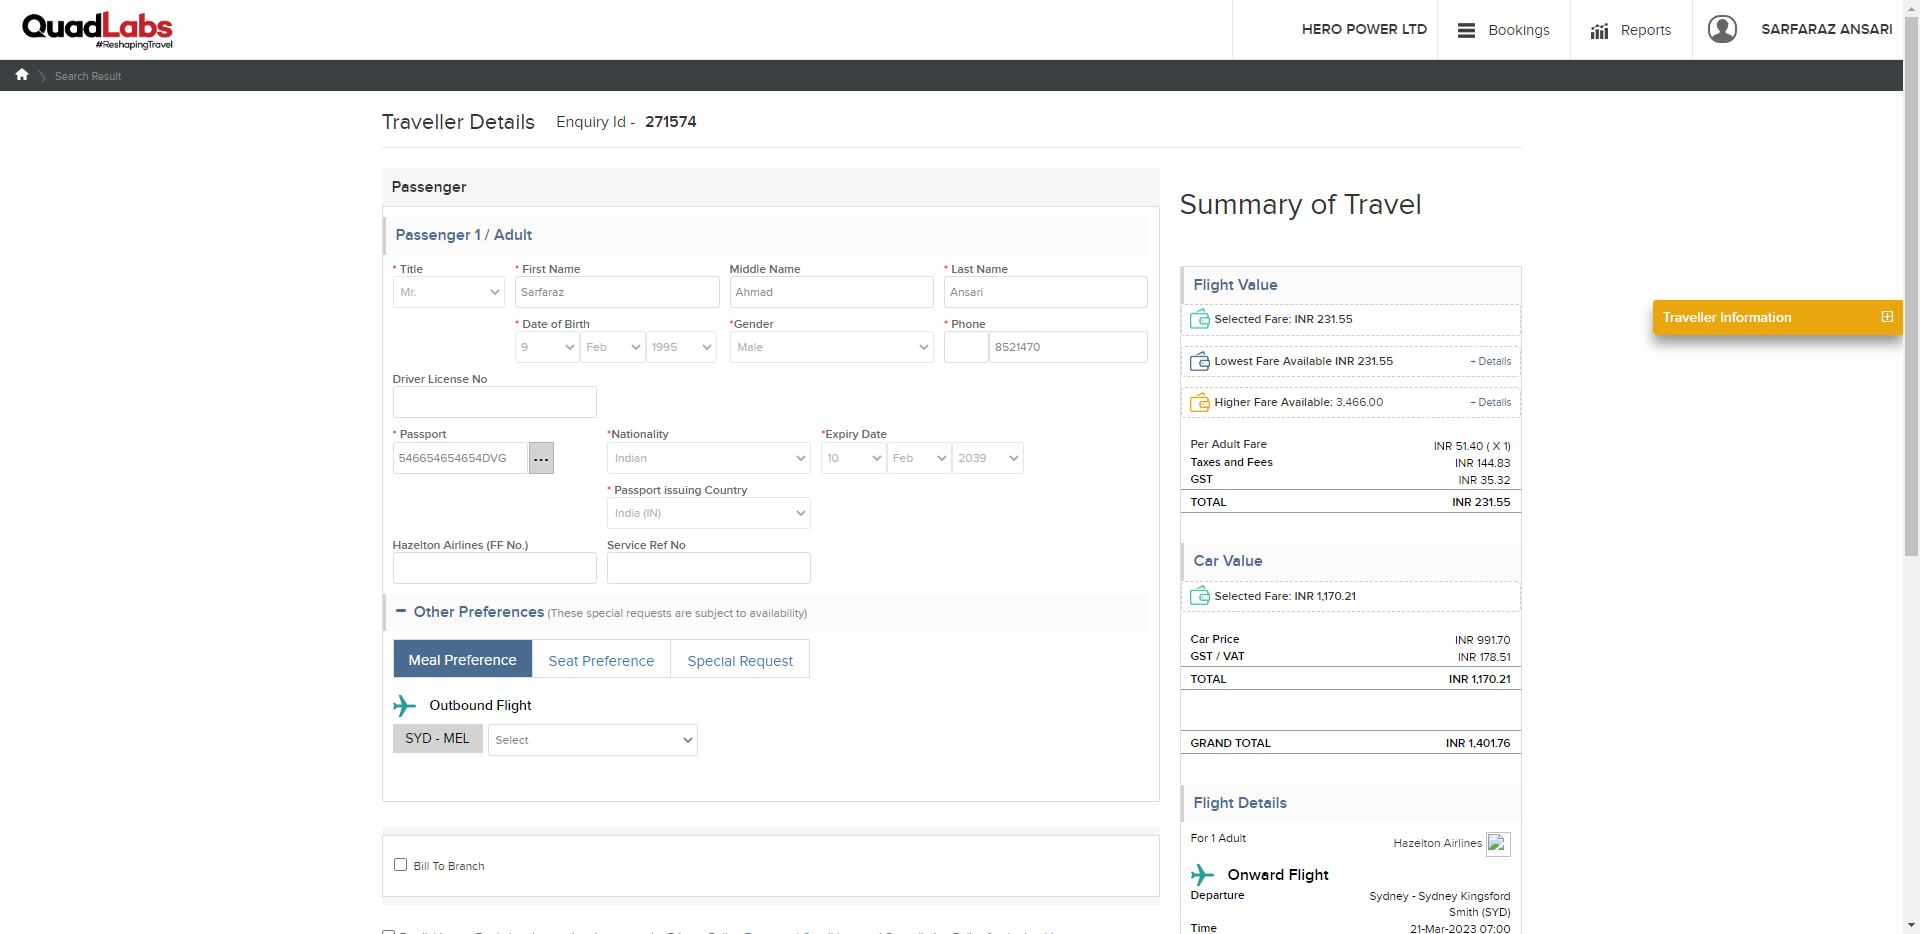 QuadLabs
#ReshapingTravel
HERO POWER LTD
Bookings
Reports
SARFARAZ ANSARI
Search Result
Traveller Details Enquiry Id - 271574
Passenger
Passenger 1 / Adult
* Title * First Name Middle Name * Last Name
Mr. Sarfaraz Ahmad Ansari
* Date of Birth *Gender * Phone
9 Feb 1995 Male 8521470
Driver License No
* Passport *Nationality *Expiry Date
546654654654DVG ... Indian 10 Feb 2039
* Passport issuing Country
India (IN)
Hazelton Airlines (FF No.) Service Ref No
Other Preferences (These special requests are subject to availability)
Meal Preference Seat Preference Special Request
Outbound Flight
SYD - MEL Select
Bill To Branch
Summary of Travel
Flight Value
Selected Fare: INR 231.55
Lowest Fare Available INR 231.55 + Details
Higher Fare Available: 3,466.00 + Details
Per Adult Fare INR 51.40 ( X 1)
Taxes and Fees INR 144.83
GST INR 35.32
TOTAL INR 231.55
Car Value
Selected Fare: INR 1,170.21
Car Price INR 991.70
GST / VAT INR 178.51
TOTAL INR 1,170.21
GRAND TOTAL INR 1,401.76
Flight Details
For 1 Adult Hazelton Airlines
Onward Flight
Departure Sydney - Sydney Kingsford
Smith (SYD)
Time 21-Mar-2023 07:00
Traveller Information